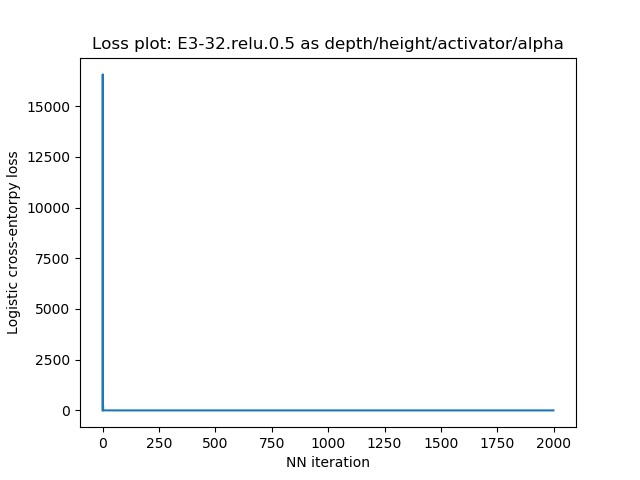 Loss plot: E3-32.relu.0.5 as depth/height/activator/alpha
Logistic cross-entorpy loss
15000
12500
10000
7500
5000
2500
0
0 250 500 750 1000 1250 1500 1750 2000
NN iteration